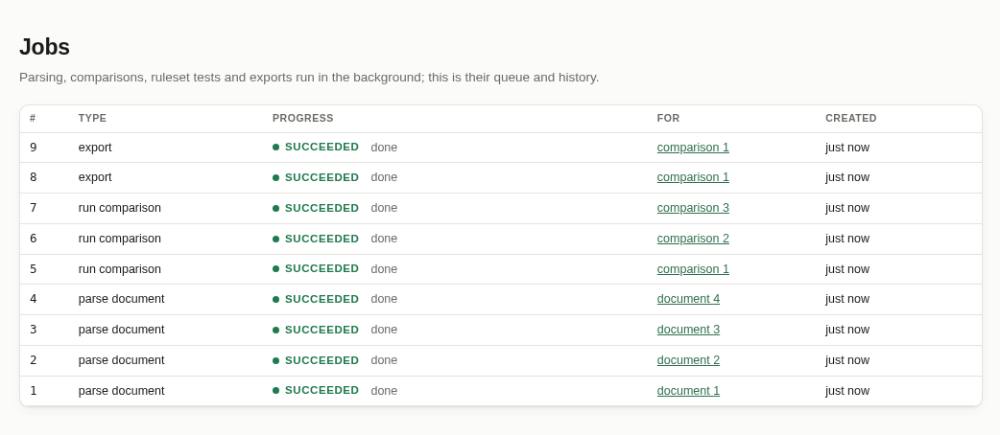 Jobs
Parsing, comparisons, ruleset tests and exports run in the background; this is their queue and history.
# TYPE PROGRESS FOR CREATED
9 export SUCCEEDED done comparison 1 just now
8 export SUCCEEDED done comparison 1 just now
7 run comparison SUCCEEDED done comparison 3 just now
6 run comparison SUCCEEDED done comparison 2 just now
5 run comparison SUCCEEDED done comparison 1 just now
4 parse document SUCCEEDED done document 4 just now
3 parse document SUCCEEDED done document 3 just now
2 parse document SUCCEEDED done document 2 just now
1 parse document SUCCEEDED done document 1 just now